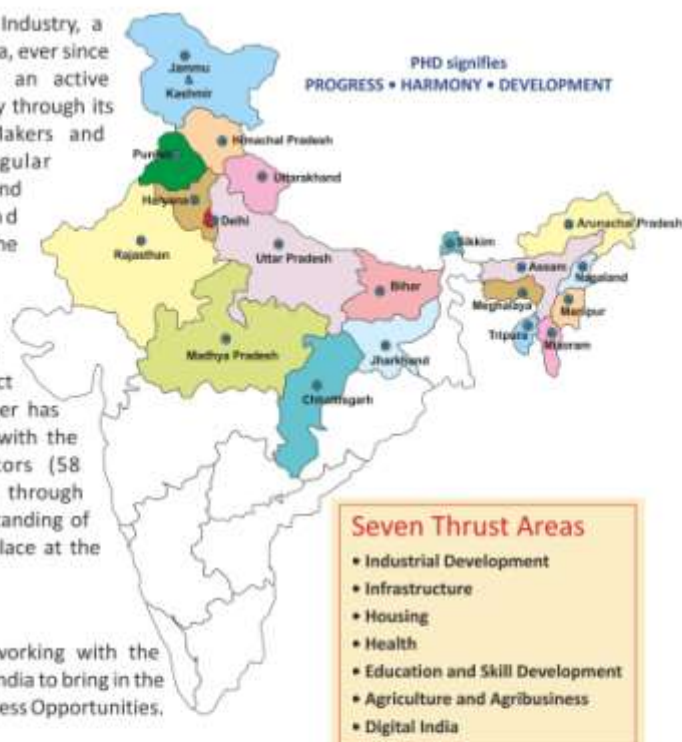 Industry, a
a, ever since
an active
y through its
akers and
gular
nd
d
ne
ct
er has
with the
tors (58
through
tanding of
lace at the
working with the
India to bring in the
ess Opportunities.
PHD signifies
PROGRESS • HARMONY • DEVELOPMENT
Jammu
&
Kashmir
Himachal Pradesh
Punjab
Uttarakhand
Haryana
Delhi
Rajasthan
Uttar Pradesh
Sikkim
Arunachal Pradesh
Assam
Nagaland
Bihar
Meghalaya
Manipur
Tripura
Mizoram
Madhya Pradesh
Jharkhand
Chhattisgarh
Seven Thrust Areas
• Industrial Development
• Infrastructure
• Housing
• Health
• Education and Skill Development
• Agriculture and Agribusiness
• Digital India